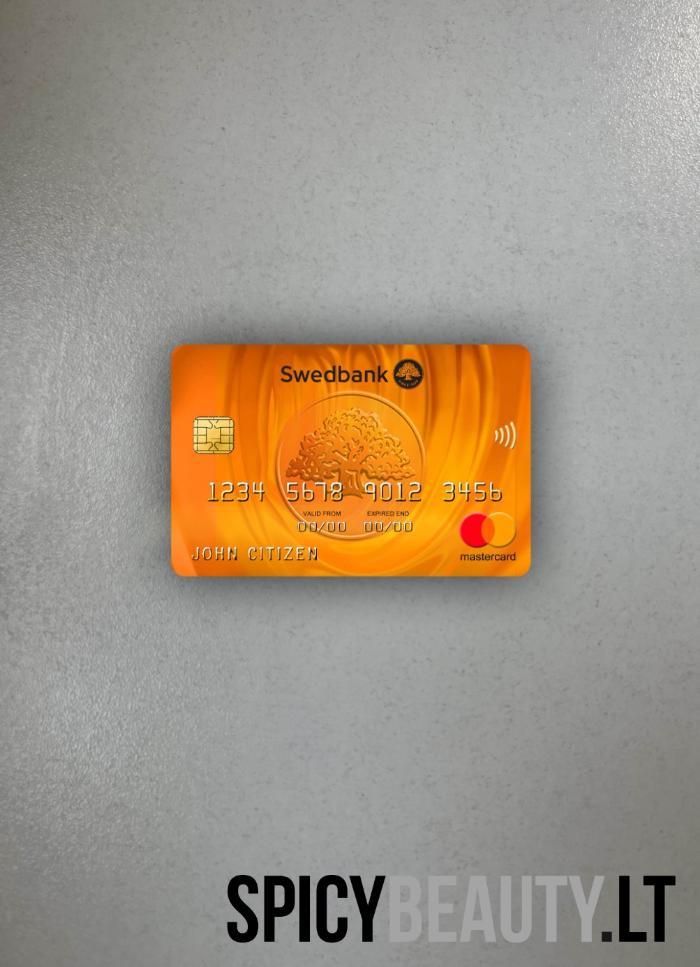 Swedbank
1234 5678 9012 3456
VALID FROM EXPIRED END
00/00 00/00
JOHN CITIZEN
mastercard
SPICYBEAUTY.LT